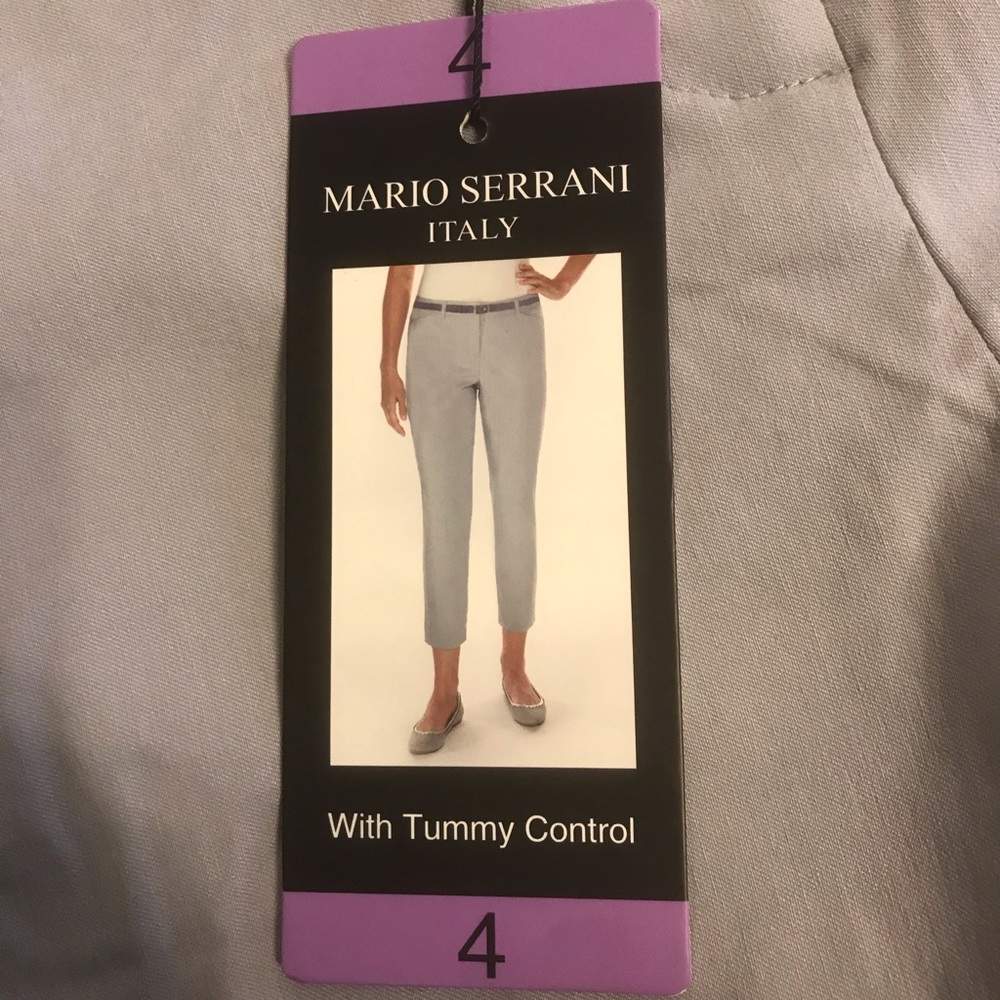 4
MARIO SERRANI
ITALY
With Tummy Control
4